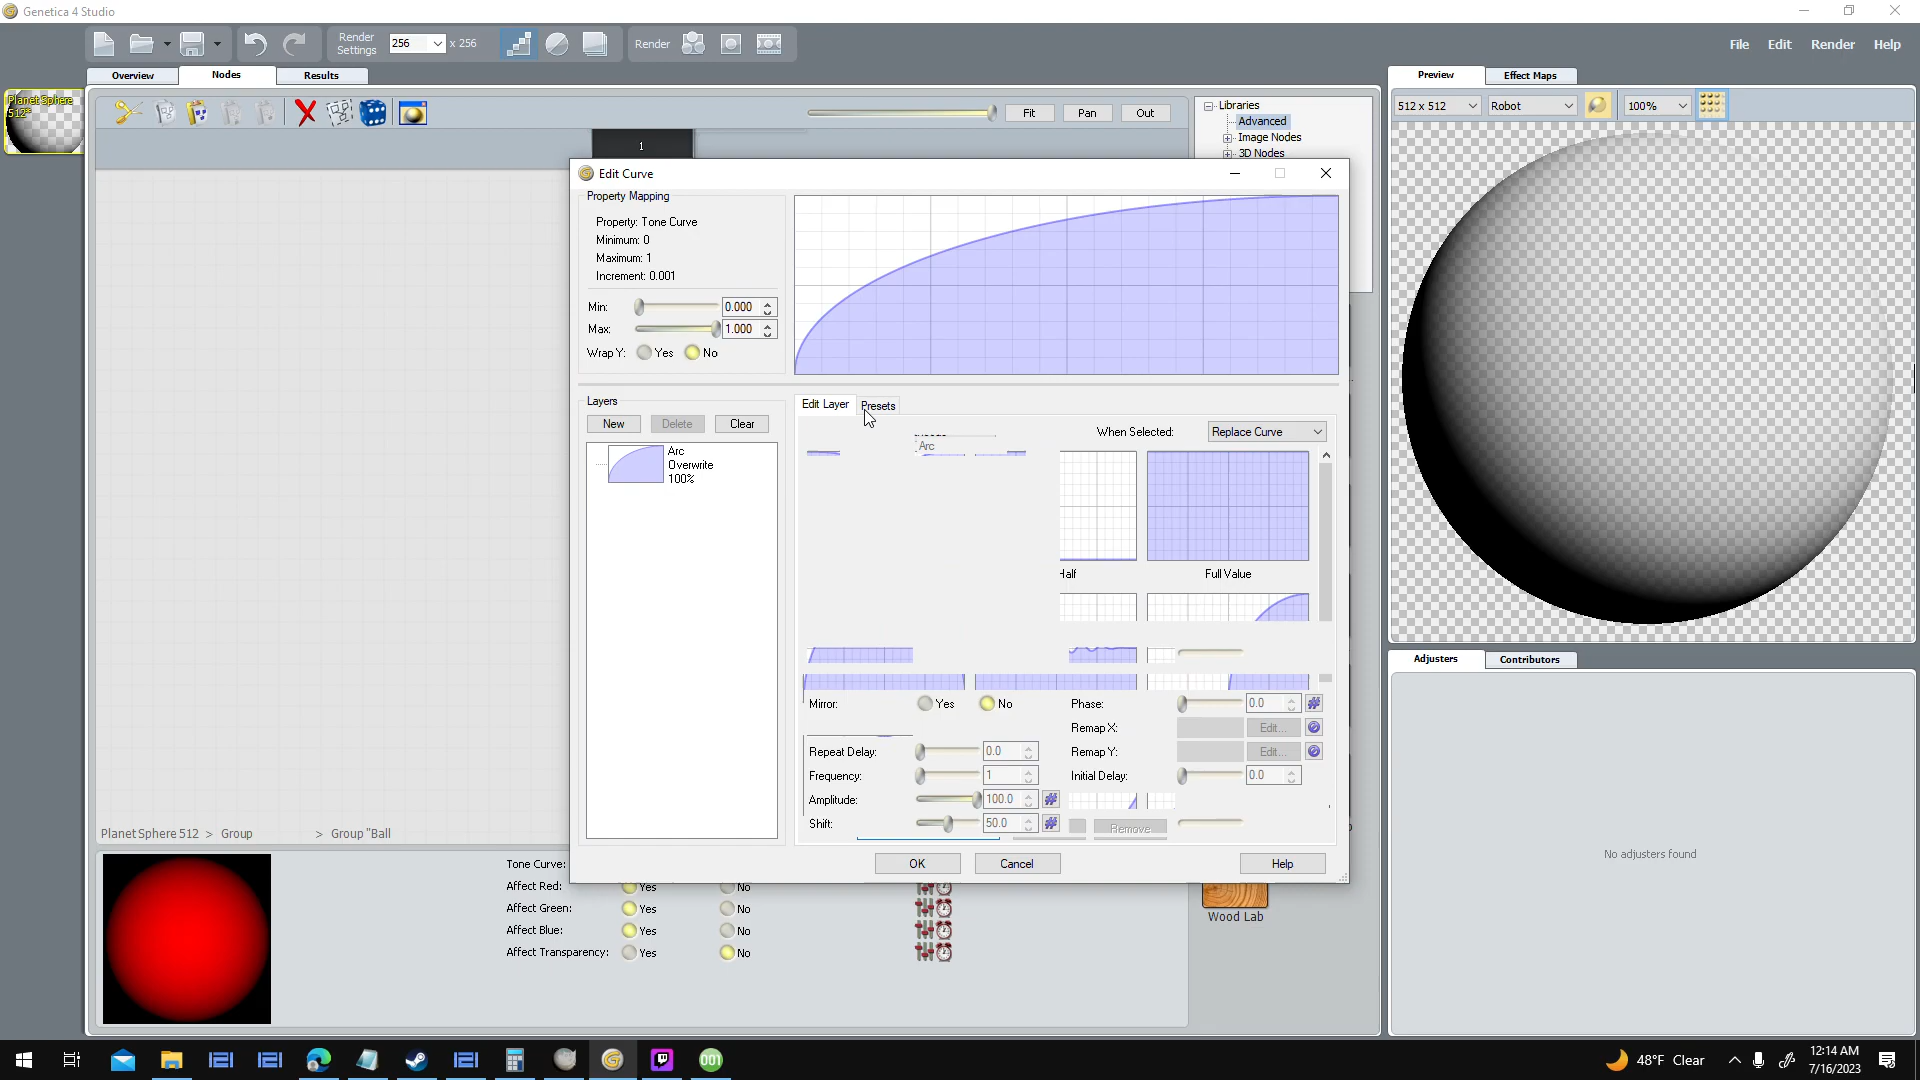 Genetica 4 Studio
Render Settings
256
x 256
Render
File
Edit
Render
Help
Overview
Nodes
Results
Preview
Effect Maps
Planet Sphere
512
Fit
Pan
Out
Libraries
Advanced
Image Nodes
3D Nodes
512 x 512
Robot
100%
1
Edit Curve
Property Mapping
Property: Tone Curve
Minimum: 0
Maximum: 1
Increment: 0.001
Min:
0.000
Max:
1.000
Wrap Y:
Yes
No
Layers
New
Delete
Clear
Arc
Overwrite
100%
Edit Layer
Presets
Arc
When Selected:
Replace Curve
Half
Full Value
Mirror:
Yes
No
Phase:
0.0
Remap X:
Edit...
Repeat Delay:
0.0
Remap Y:
Edit...
Frequency:
1
Initial Delay:
0.0
Amplitude:
100.0
Shift:
50.0
Remove
OK
Cancel
Help
Planet Sphere 512 > Group > Group "Ball
Tone Curve:
Affect Red:
Yes
No
Affect Green:
Yes
No
Affect Blue:
Yes
No
Affect Transparency:
Yes
No
Wood Lab
Adjusters
Contributors
No adjusters found
001
48°F Clear
12:14 AM
7/16/2023